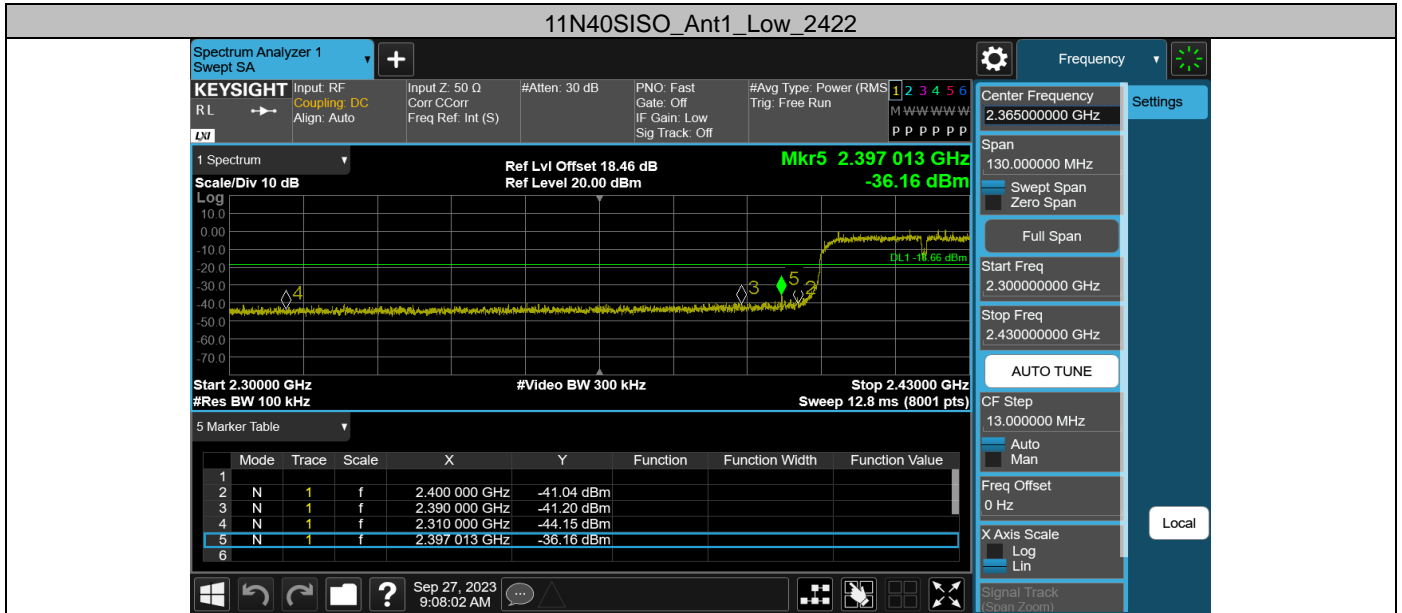 11N40SISO_Ant1_Low_2422
Spectrum Analyzer 1
Swept SA
Frequency
KEYSIGHT
RL
LXI
Input: RF
Coupling: DC
Align: Auto
Input Z: 50 Ω
Corr CCorr
Freq Ref: Int (S)
#Atten: 30 dB
PNO: Fast
Gate: Off
IF Gain: Low
Sig Track: Off
#Avg Type: Power (RMS
Trig: Free Run
1 2 3 4 5 6
M W W W W W
P P P P P P
1 Spectrum
Scale/Div 10 dB
Ref Lvl Offset 18.46 dB
Ref Level 20.00 dBm
Mkr5 2.397 013 GHz
-36.16 dBm
Log
10.0
0.00
-10.0
-20.0
-30.0
-40.0
-50.0
-60.0
-70.0
DL1 -18.66 dBm
4
3
5
2
Start 2.30000 GHz
#Res BW 100 kHz
#Video BW 300 kHz
Stop 2.43000 GHz
Sweep 12.8 ms (8001 pts)
5 Marker Table
Mode Trace Scale X Y Function Function Width Function Value
1
2 N 1 f 2.400 000 GHz -41.04 dBm
3 N 1 f 2.390 000 GHz -41.20 dBm
4 N 1 f 2.310 000 GHz -44.15 dBm
5 N 1 f 2.397 013 GHz -36.16 dBm
6
Sep 27, 2023
9:08:02 AM
Center Frequency
2.365000000 GHz
Span
130.000000 MHz
Swept Span
Zero Span
Full Span
Start Freq
2.300000000 GHz
Stop Freq
2.430000000 GHz
AUTO TUNE
CF Step
13.000000 MHz
Auto
Man
Freq Offset
0 Hz
X Axis Scale
Log
Lin
Signal Track
(Span Zoom)
Settings
Local